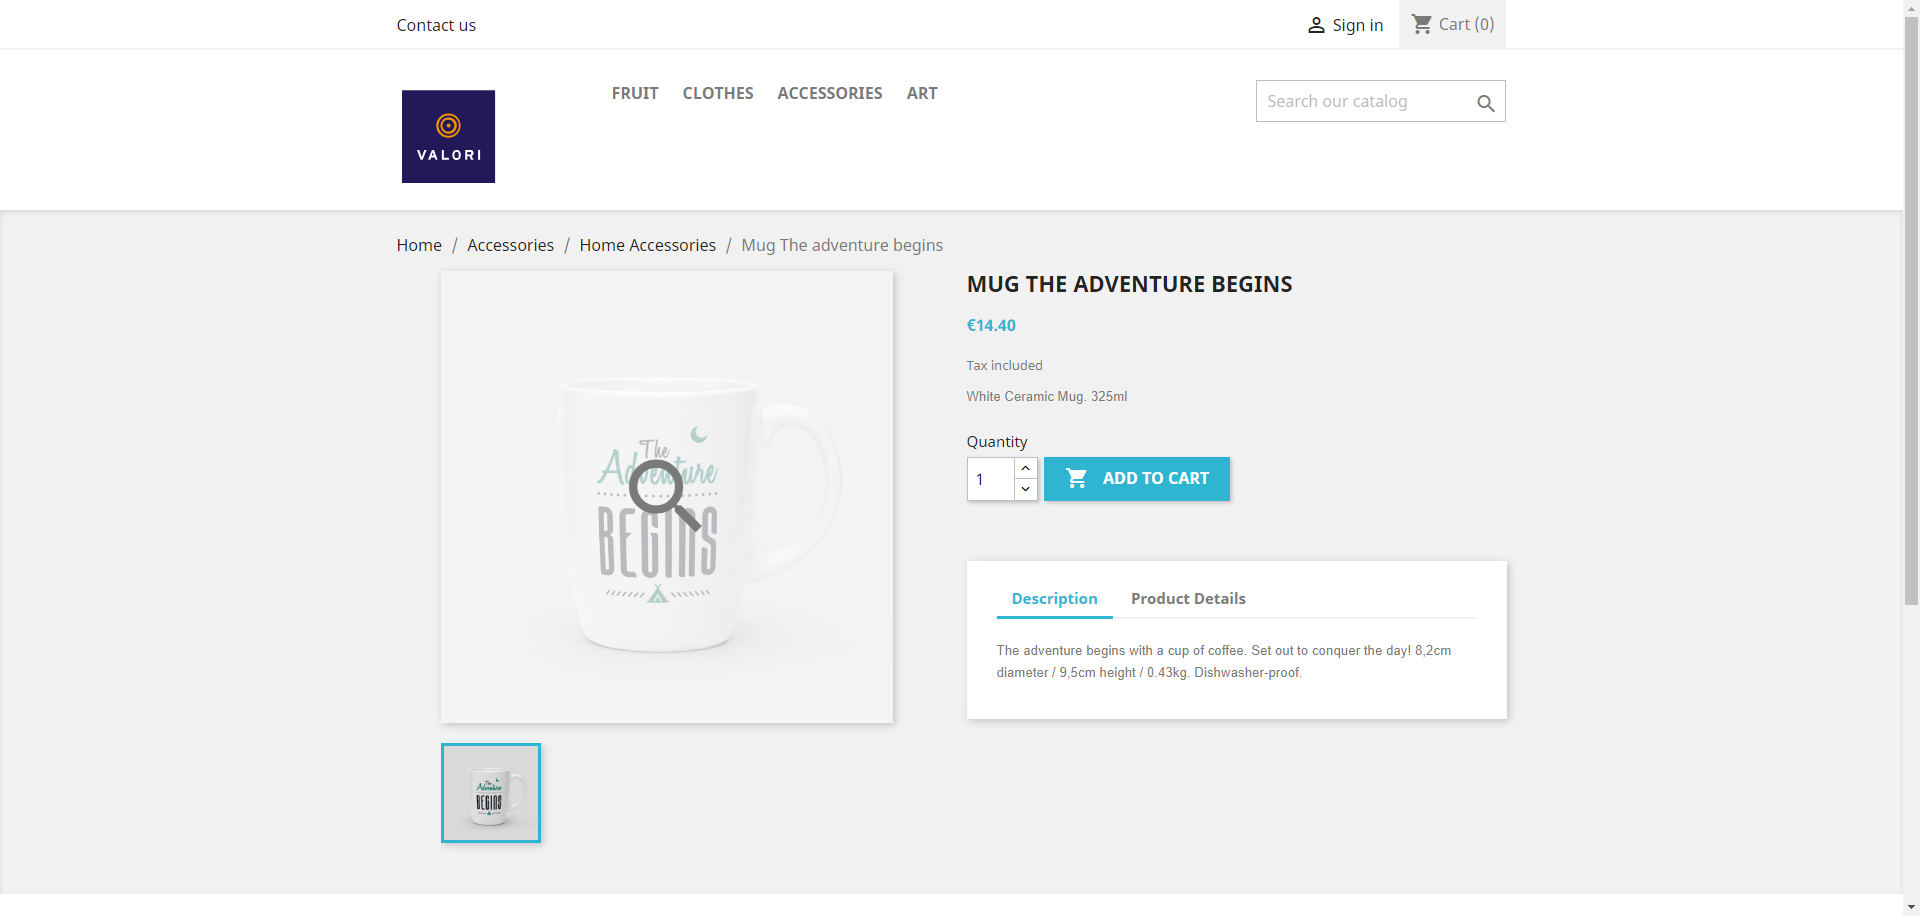 Contact us
Sign in
Cart (0)
VALORI
FRUIT CLOTHES ACCESSORIES ART
Search our catalog
Home / Accessories / Home Accessories / Mug The adventure begins
The
Adventure
BEGINS
MUG THE ADVENTURE BEGINS
€14.40
Tax included
White Ceramic Mug. 325ml
Quantity
1
ADD TO CART
Description Product Details
The adventure begins with a cup of coffee. Set out to conquer the day! 8,2cm
diameter / 9,5cm height / 0.43kg. Dishwasher-proof.
The
Adventure
BEGINS